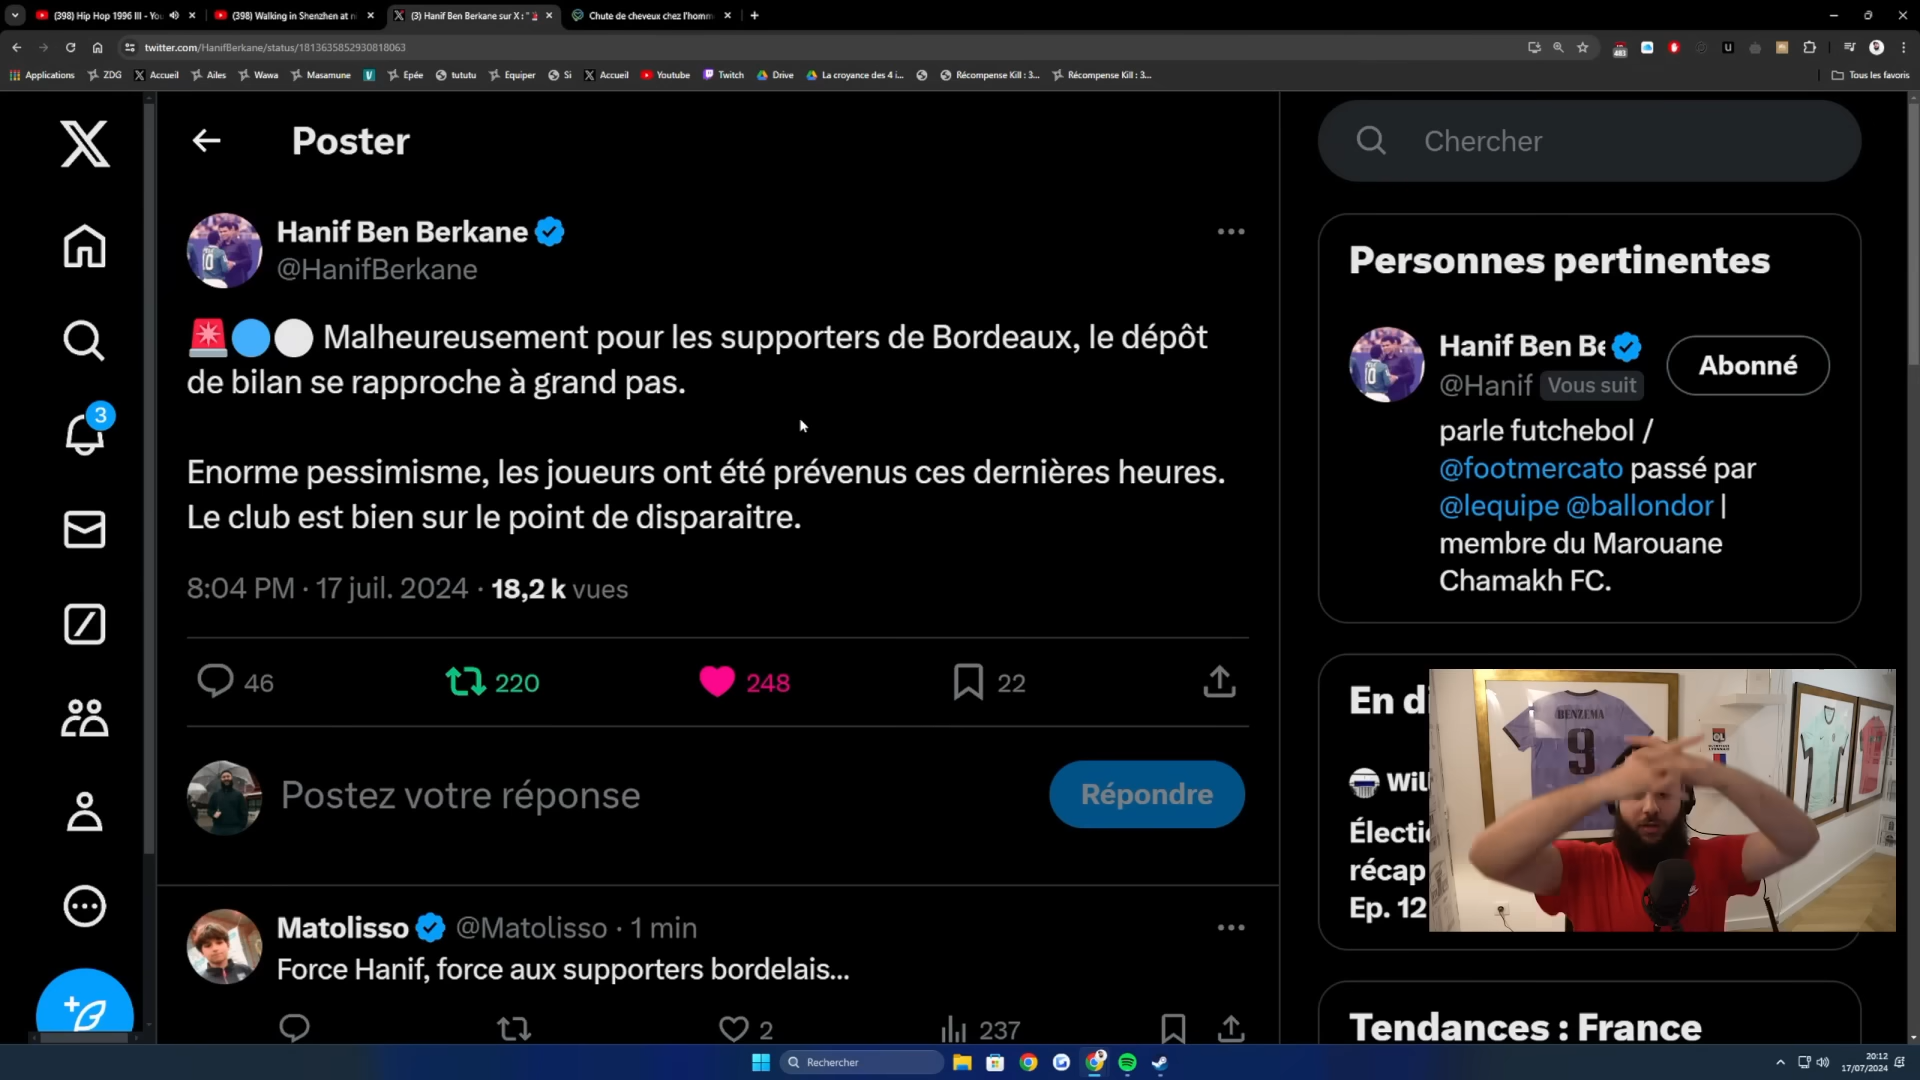 (398) Hip Hop 1996 III - You
(398) Walking in Shenzhen at n
(3) Hanif Ben Berkane sur X : "
Chute de cheveux chez l'homm
twitter.com/HanifBerkane/status/1813635852930818063
483
Applications
ZDG
Accueil
Ailes
Wawa
Masamune
Epée
tututu
Equiper
Si
Accueil
Youtube
Twitch
Drive
La croyance des 4 i...
Récompense Kill : 3...
Récompense Kill : 3...
Tous les favoris
Poster
Chercher
Hanif Ben Berkane
@HanifBerkane
Malheureusement pour les supporters de Bordeaux, le dépôt
de bilan se rapproche à grand pas.
Enorme pessimisme, les joueurs ont été prévenus ces dernières heures.
Le club est bien sur le point de disparaitre.
8:04 PM · 17 juil. 2024 · 18,2 k vues
46
220
248
22
Postez votre réponse
Répondre
Matolisso @Matolisso · 1 min
Force Hanif, force aux supporters bordelais...
2
237
3
Personnes pertinentes
Hanif Ben Be
@Hanif Vous suit
Abonné
parle futchebol /
@footmercato passé par
@lequipe @ballondor |
membre du Marouane
Chamakh FC.
En di
Wil
Électi
récap
Ep. 12
BENZEMA
9
OL
Tendances : France
Rechercher
20:12
17/07/2024